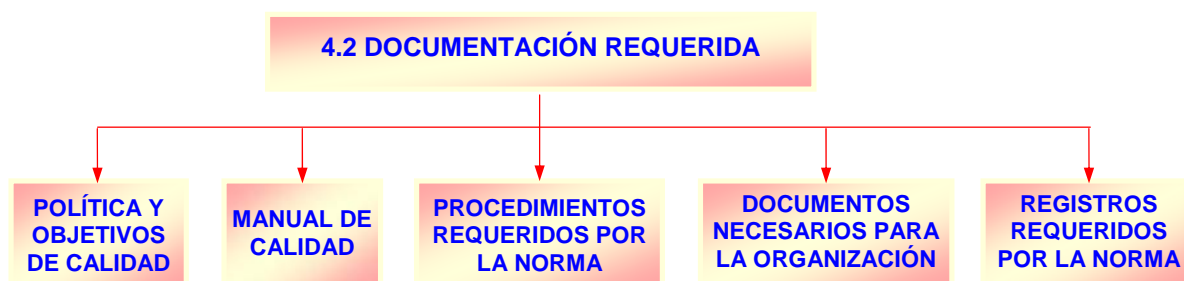 4.2 DOCUMENTACIÓN REQUERIDA
POLÍTICA Y
OBJETIVOS
DE CALIDAD
MANUAL DE
CALIDAD
PROCEDIMIENTOS
REQUERIDOS POR
LA NORMA
DOCUMENTOS
NECESARIOS PARA
LA ORGANIZACIÓN
REGISTROS
REQUERIDOS
POR LA NORMA